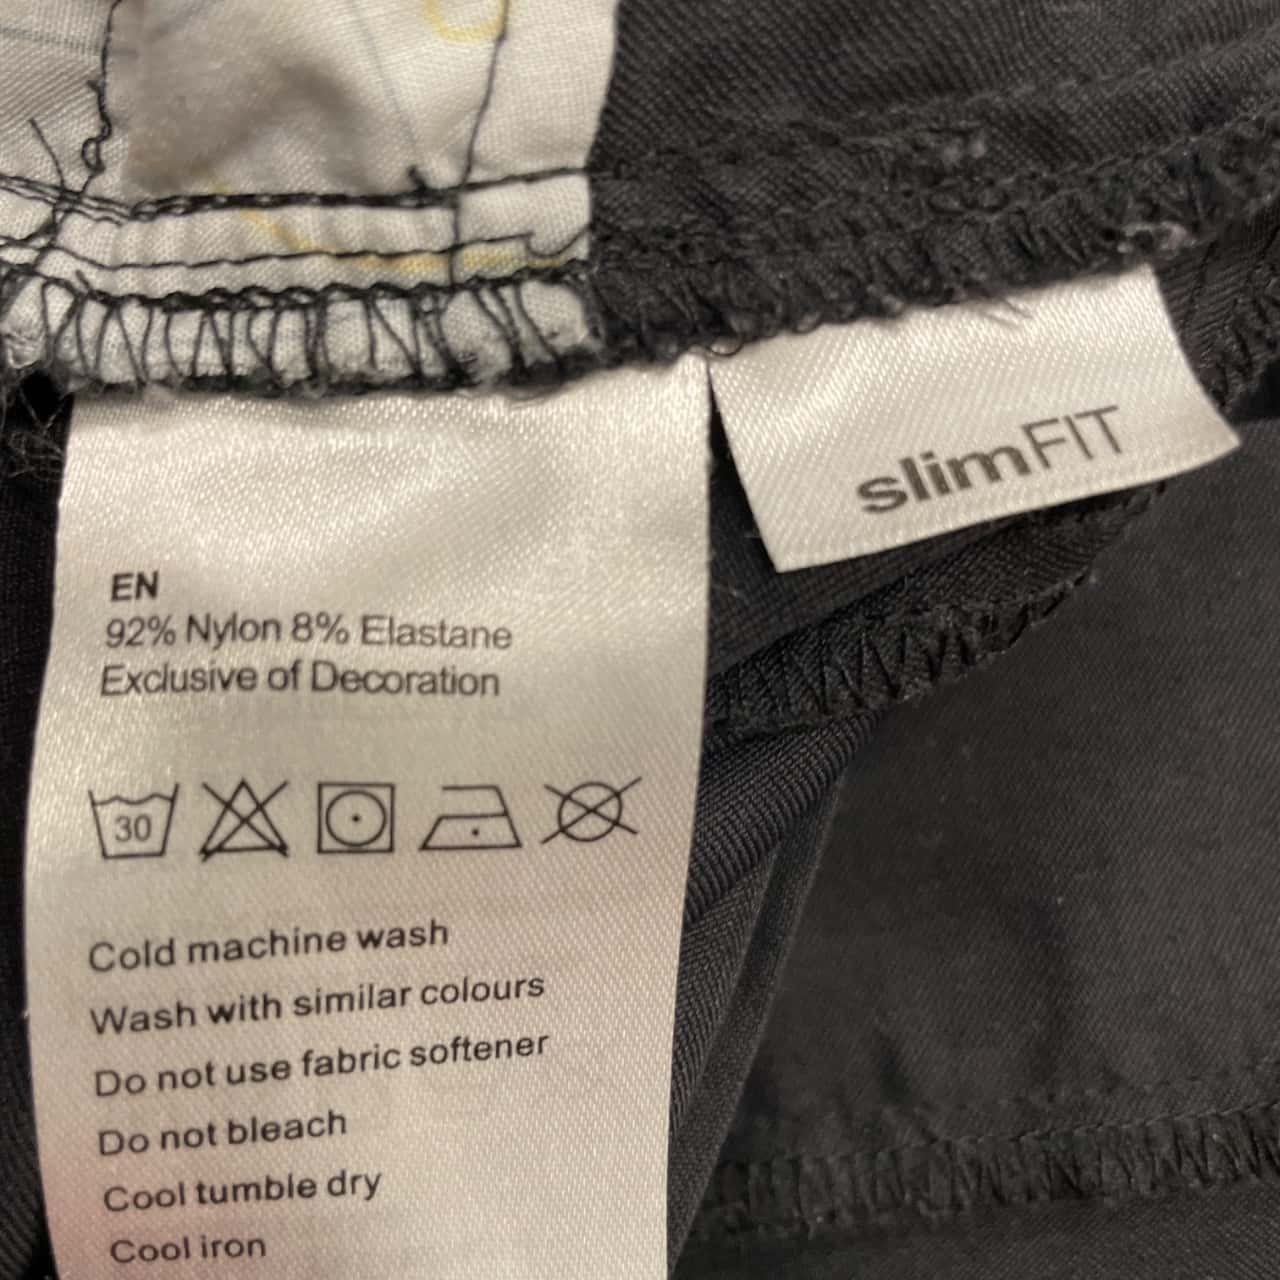 slimFIT
EN
92% Nylon 8% Elastane
Exclusive of Decoration
30
Cold machine wash
Wash with similar colours
Do not use fabric softener
Do not bleach
Cool tumble dry
Cool iron